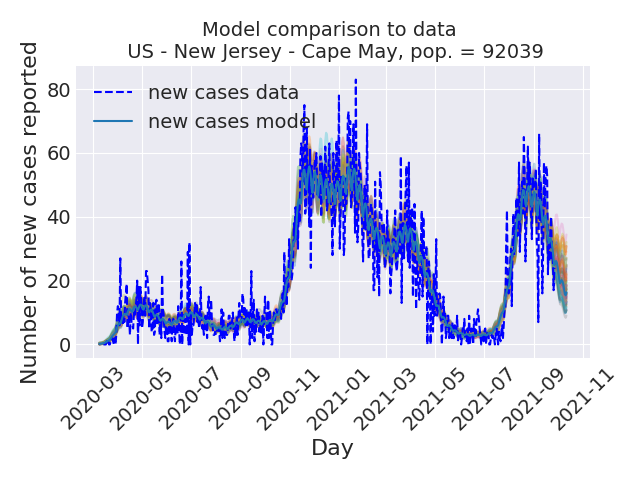 Model comparison to data
US - New Jersey - Cape May, pop. = 92039
Number of new cases reported
80
60
40
20
0
new cases data
new cases model
2020-03
2020-05
2020-07
2020-09
2020-11
2021-01
2021-03
2021-05
2021-07
2021-09
2021-11
Day